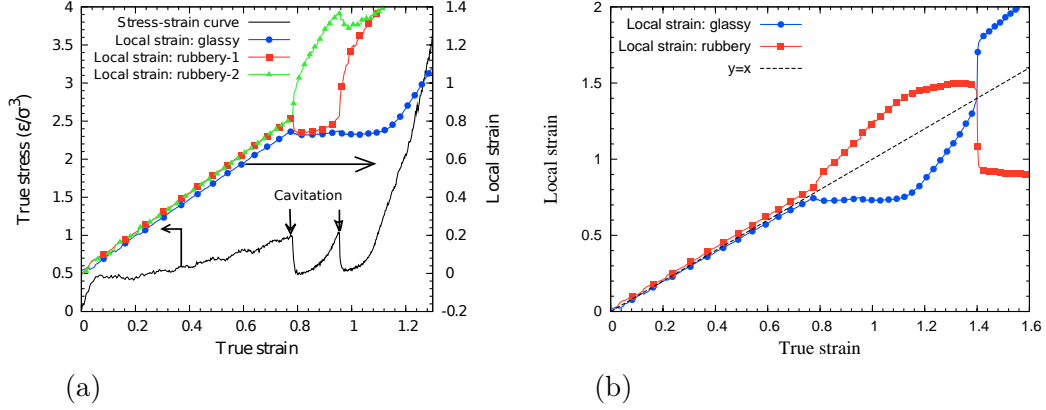 Stress-strain curve
Local strain: glassy
Local strain: rubbery-1
Local strain: rubbery-2
Cavitation
True stress (ε/σ³)
Local strain
True strain
0
0.5
1
1.5
2
2.5
3
3.5
4
-0.2
0
0.2
0.4
0.6
0.8
1
1.2
1.4
0 0.2 0.4 0.6 0.8 1 1.2
(a)
Local strain: glassy
Local strain: rubbery
y=x
Local strain
True strain
0
0.5
1
1.5
2
0 0.2 0.4 0.6 0.8 1 1.2 1.4 1.6
(b)